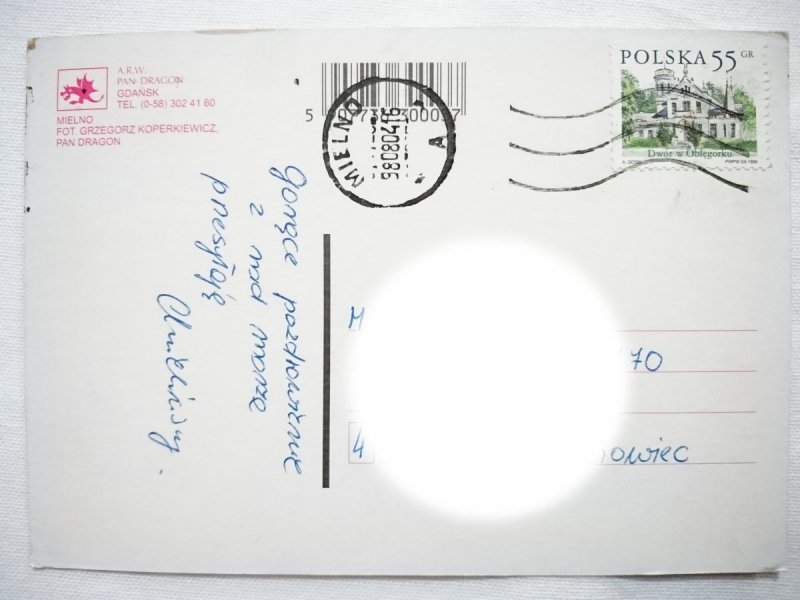 A.R.W.
PAN DRAGON
GDAŃSK
TEL. (0-58) 302 41 60
MIELNO
FOT. GRZEGORZ KOPERKIEWICZ,
PAN DRAGON
MIELNO
A
POLSKA 55 GR
Dwór w Oblęgorku
Gorące pozdrowienia
z nad morza
przesyłają
/70
4
owiec